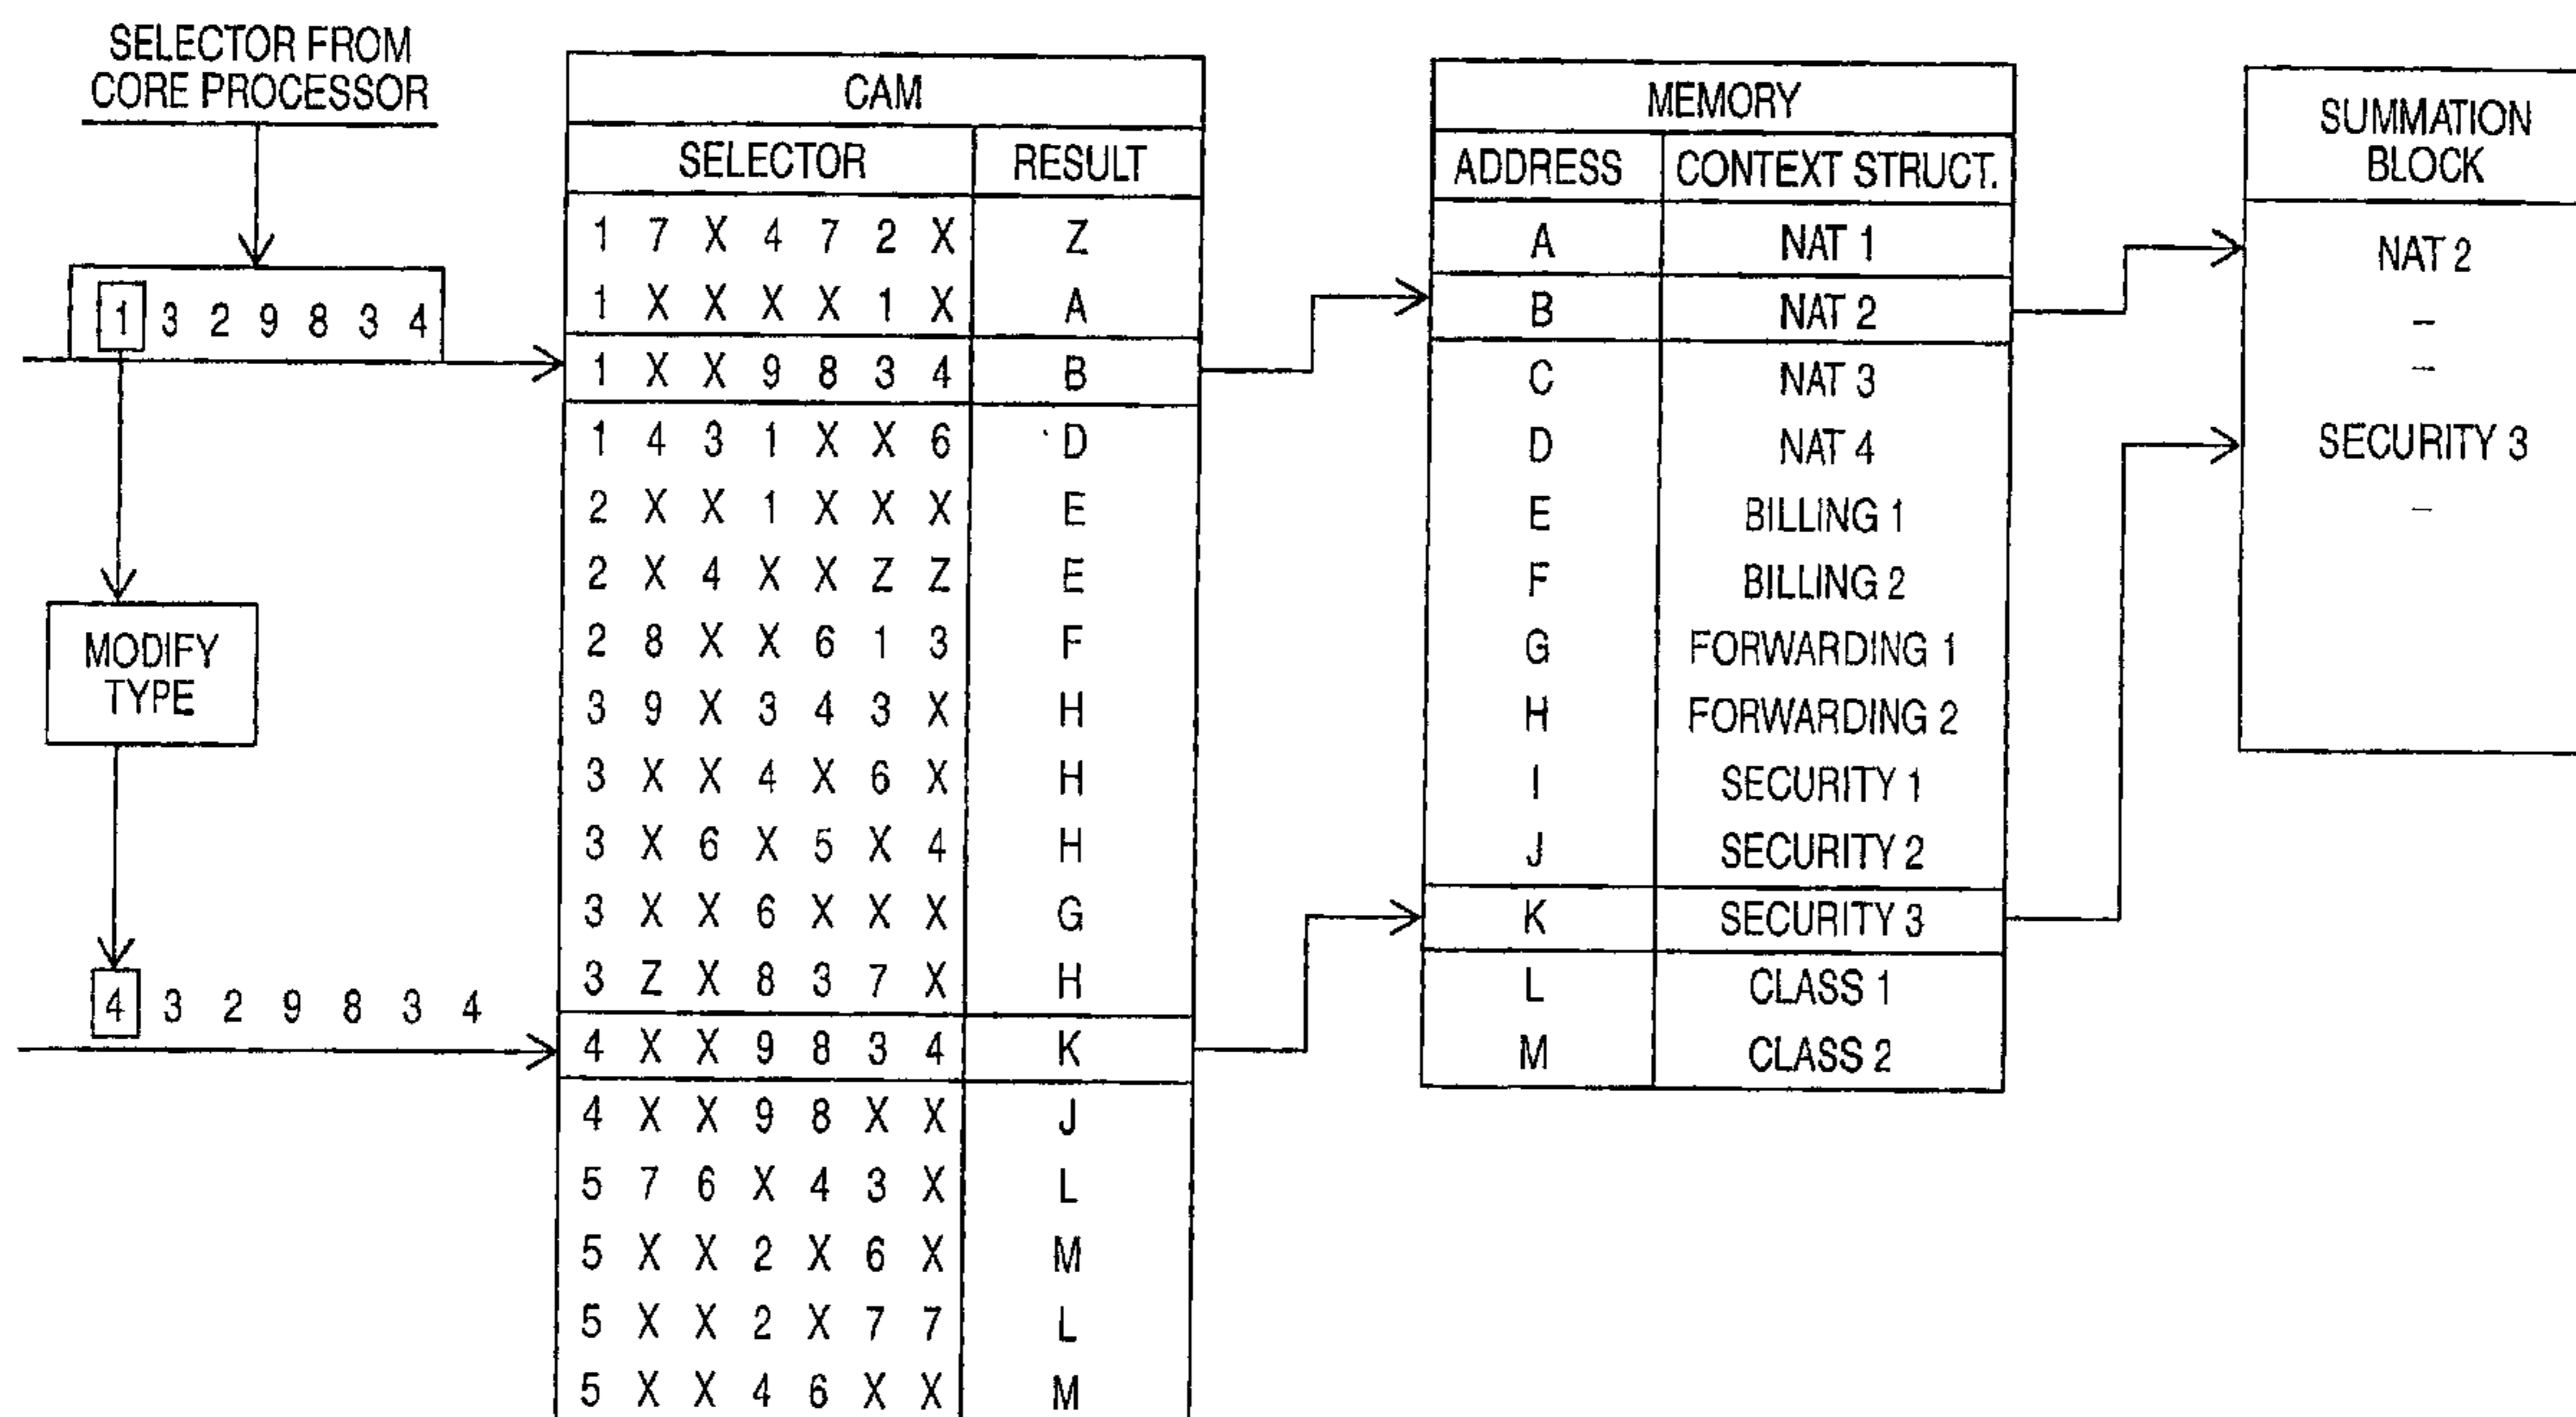 SELECTOR FROM
CORE PROCESSOR
1 3 2 9 8 3 4
MODIFY
TYPE
4 3 2 9 8 3 4
CAM
SELECTOR RESULT
1 7 X 4 7 2 X Z
1 X X X X 1 X A
1 X X 9 8 3 4 B
1 4 3 1 X X 6 D
2 X X 1 X X X E
2 X 4 X X Z Z E
2 8 X X 6 1 3 F
3 9 X 3 4 3 X H
3 X X 4 X 6 X H
3 X 6 X 5 X 4 H
3 X X 6 X X X G
3 Z X 8 3 7 X H
4 X X 9 8 3 4 K
4 X X 9 8 X X J
5 7 6 X 4 3 X L
5 X X 2 X 6 X M
5 X X 2 X 7 7 L
5 X X 4 6 X X M
MEMORY
ADDRESS CONTEXT STRUCT.
A NAT 1
B NAT 2
C NAT 3
D NAT 4
E BILLING 1
F BILLING 2
G FORWARDING 1
H FORWARDING 2
I SECURITY 1
J SECURITY 2
K SECURITY 3
L CLASS 1
M CLASS 2
SUMMATION
BLOCK
NAT 2
–
–
SECURITY 3
–